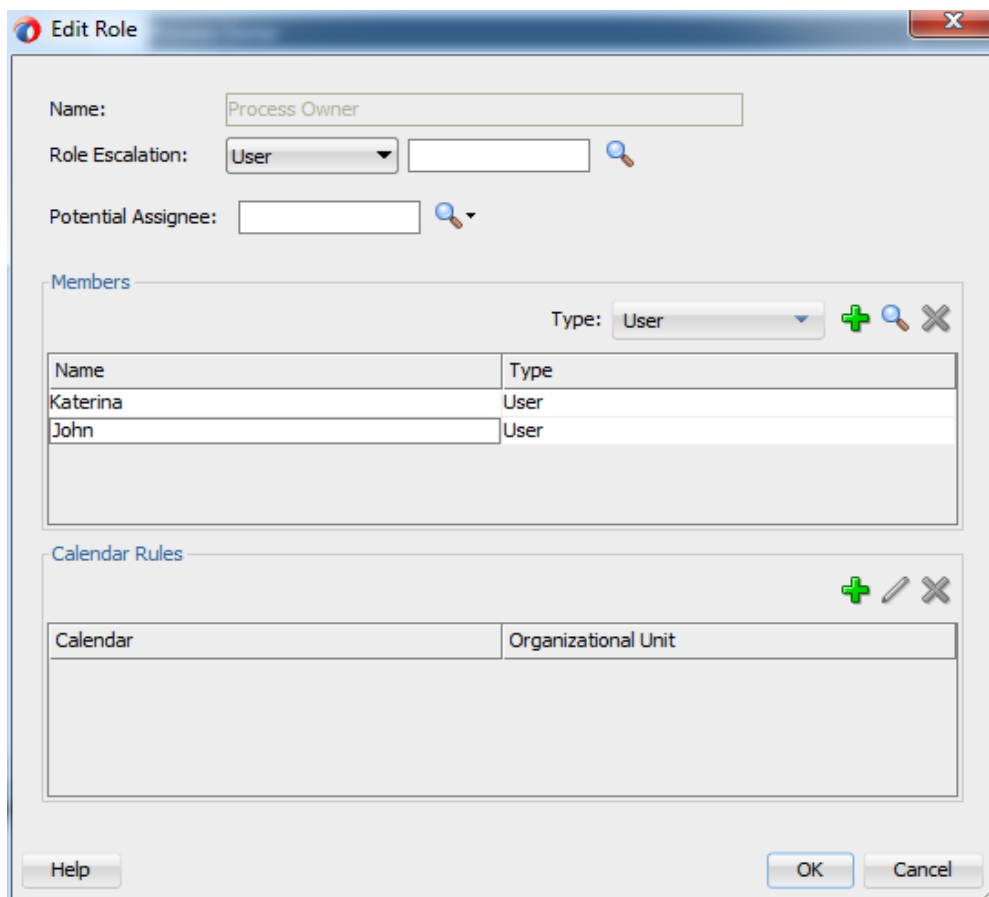 Edit Role
Name: Process Owner
Role Escalation: User
Potential Assignee:
Members
Type: User
Name Type
Katerina User
John User
Calendar Rules
Calendar Organizational Unit
Help OK Cancel